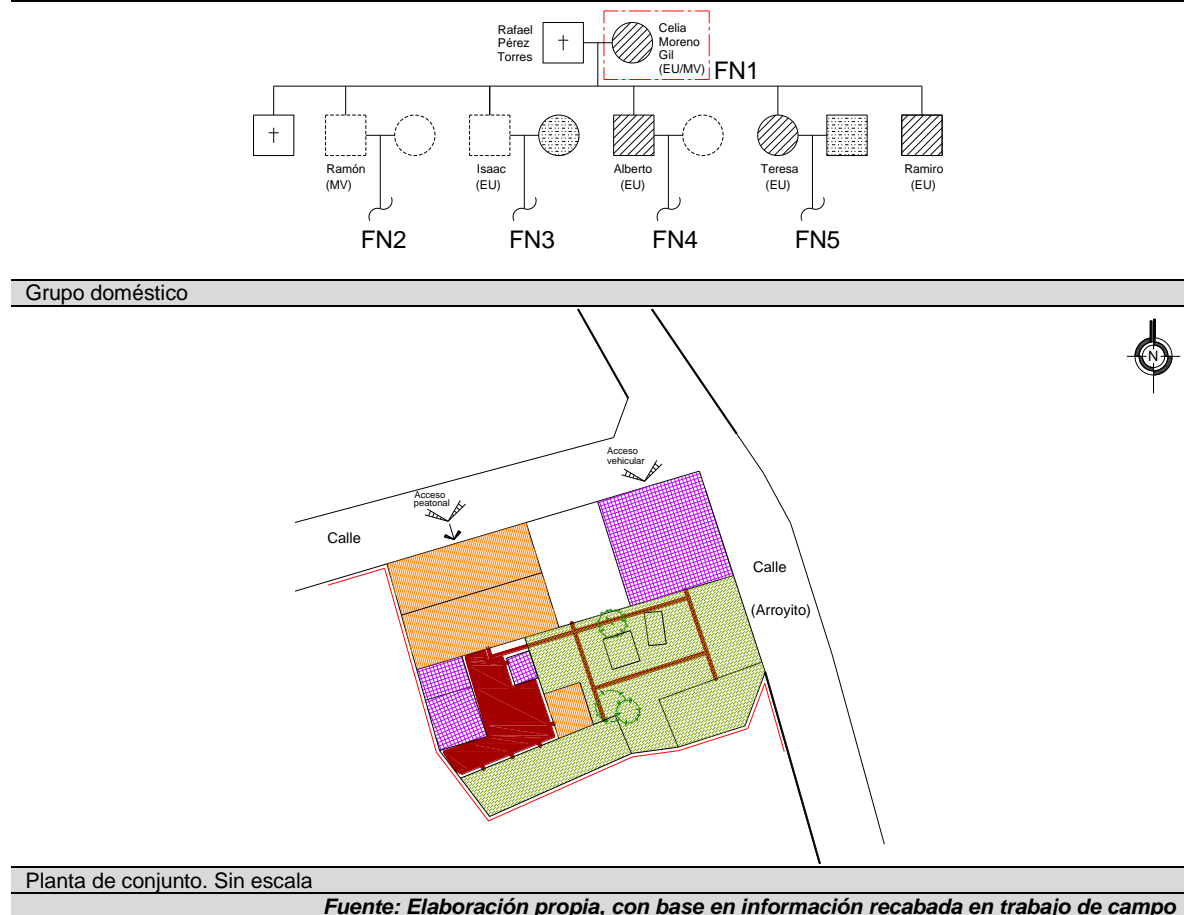 Rafael
Pérez
Torres
†
Celia
Moreno
Gil
(EU/MV)
FN1
†
Ramón
(MV)
Isaac
(EU)
Alberto
(EU)
Teresa
(EU)
Ramiro
(EU)
FN2
FN3
FN4
FN5
Grupo doméstico
N
Acceso
vehicular
Acceso
peatonal
Calle
Calle
(Arroyito)
Planta de conjunto. Sin escala
Fuente: Elaboración propia, con base en información recabada en trabajo de campo